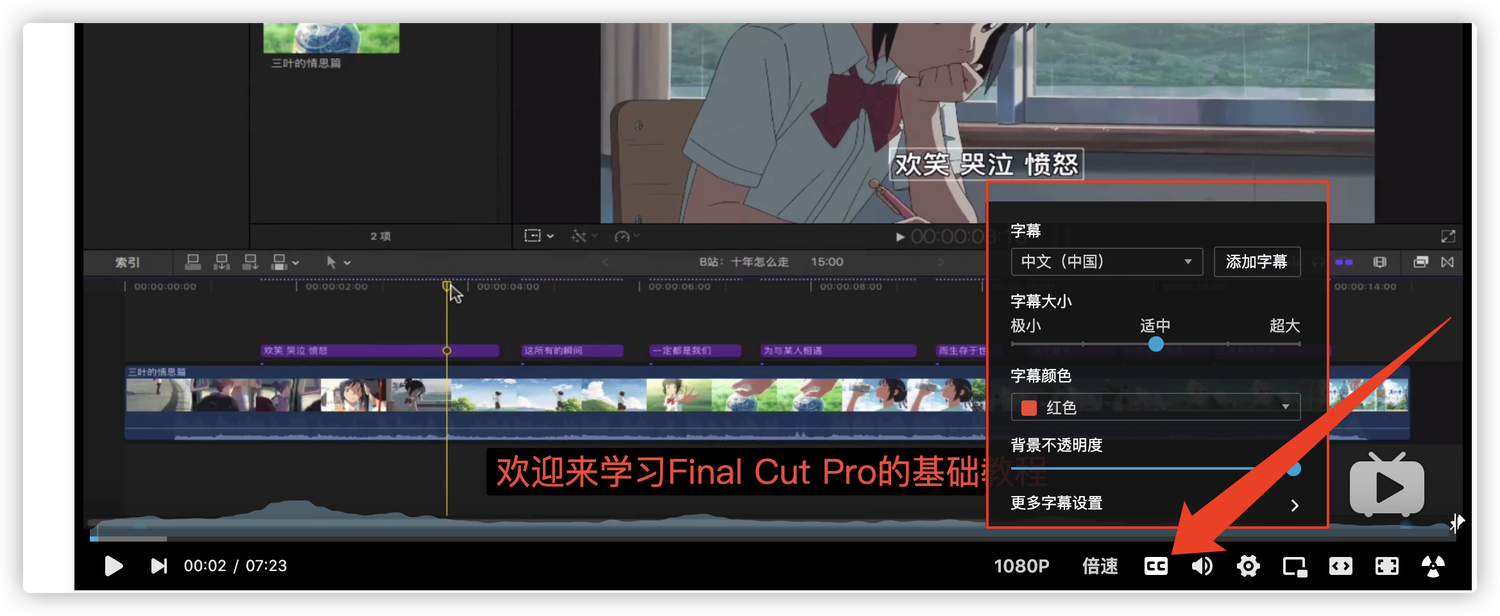 三叶的情思篇
欢笑 哭泣 愤怒
2 项
索引
B站：十年怎么走 15:00
00:00:00:00 00:00:02:00 00:00:04:00 00:00:06:00 00:00:08:00 00:00:14:00
欢笑 哭泣 愤怒 这所有的瞬间 一定都是我们 为与某人相遇 而生存于世
三叶的情思篇
欢迎来学习Final Cut Pro的基础教程
字幕
中文（中国） 添加字幕
字幕大小
极小 适中 超大
字幕颜色
红色
背景不透明度
更多字幕设置
00:02 / 07:23 1080P 倍速 CC